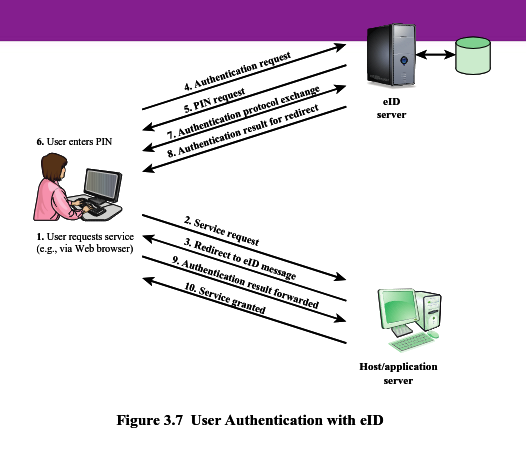 4. Authentication request
5. PIN request
7. Authentication protocol exchange
8. Authentication result for redirect
eID
server
6. User enters PIN
1. User requests service
(e.g., via Web browser)
2. Service request
3. Redirect to eID message
9. Authentication result forwarded
10. Service granted
Host/application
server
Figure 3.7 User Authentication with eID